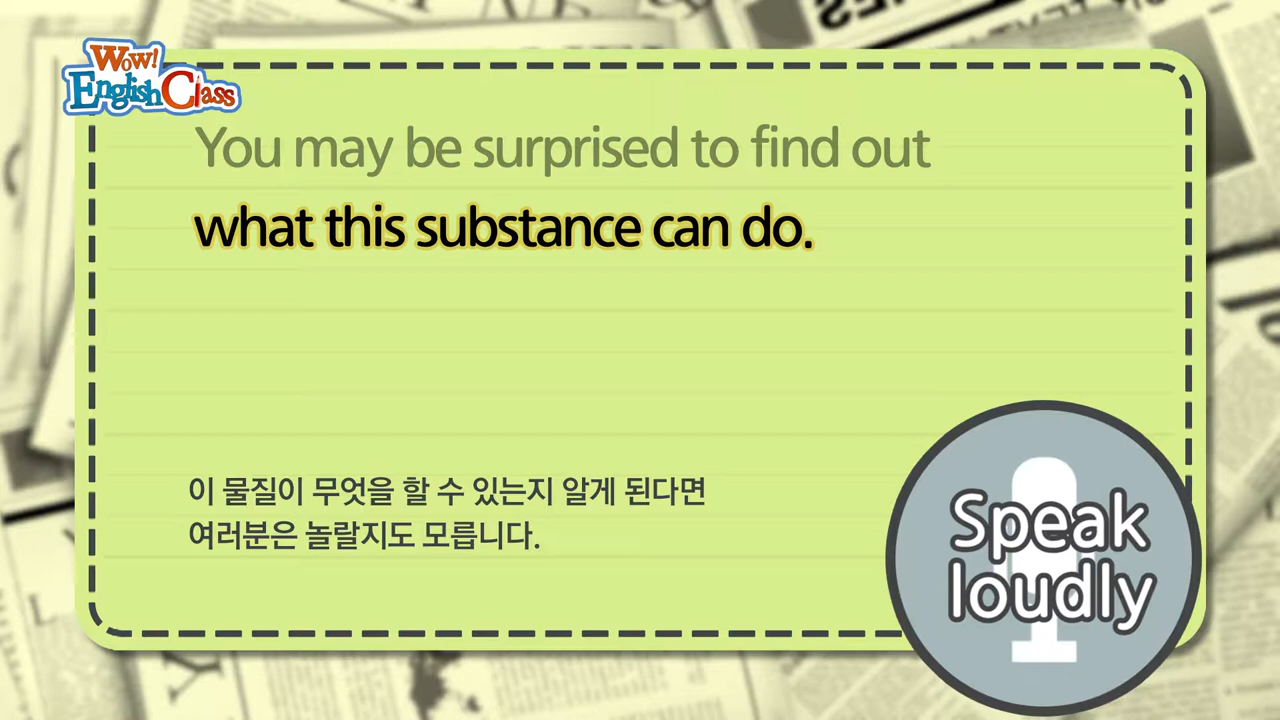 Wow!
English Class
You may be surprised to find out
what this substance can do.
이 물질이 무엇을 할 수 있는지 알게 된다면
여러분은 놀랄지도 모릅니다.
Speak
loudly